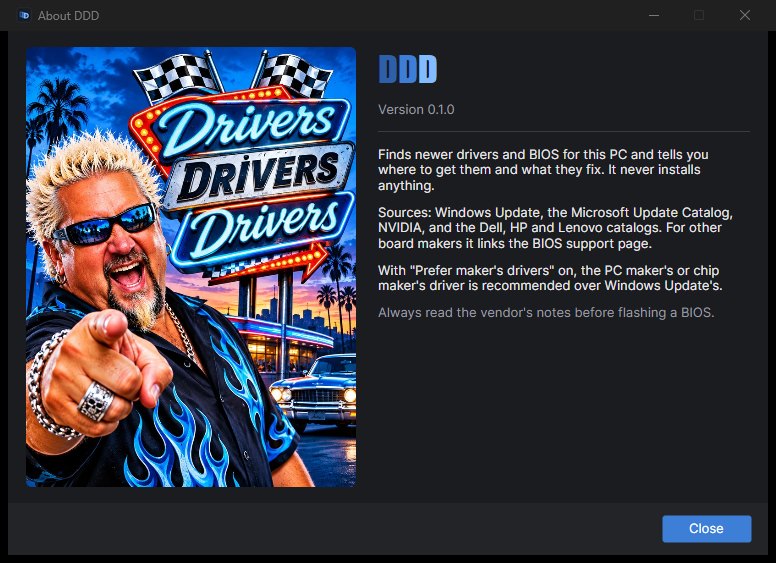 About DDD
Drivers
DRIVERS
Drivers
DDD
Version 0.1.0
Finds newer drivers and BIOS for this PC and tells you
where to get them and what they fix. It never installs
anything.
Sources: Windows Update, the Microsoft Update Catalog,
NVIDIA, and the Dell, HP and Lenovo catalogs. For other
board makers it links the BIOS support page.
With "Prefer maker's drivers" on, the PC maker's or chip
maker's driver is recommended over Windows Update's.
Always read the vendor's notes before flashing a BIOS.
Close